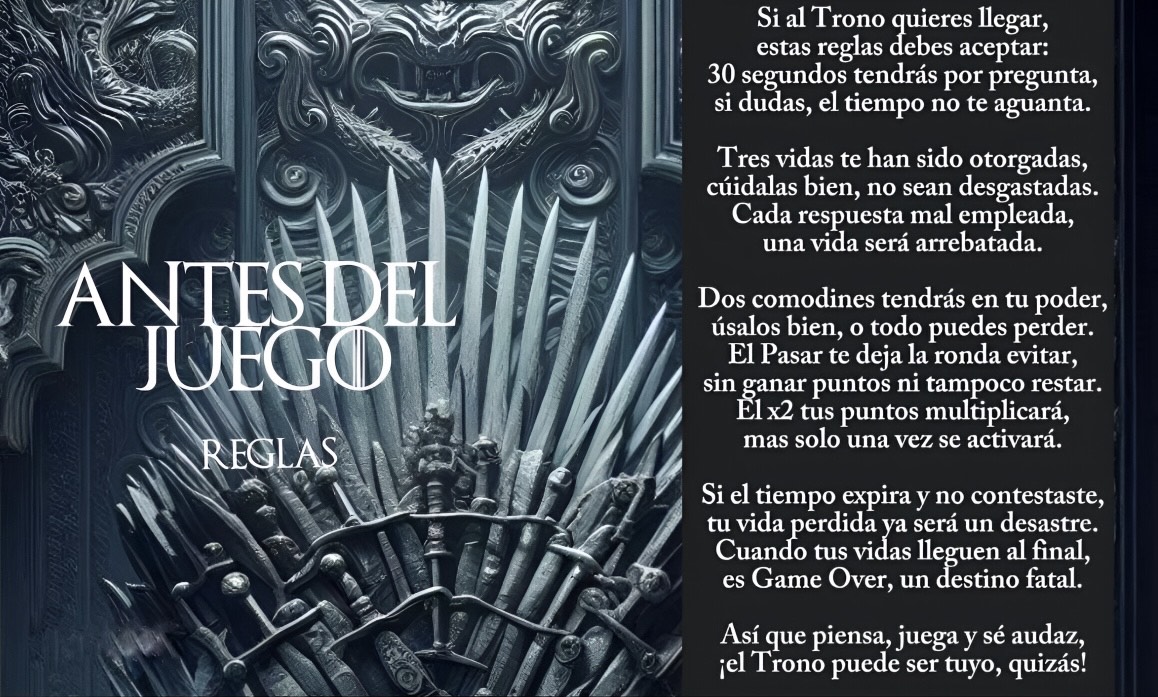 ANTES DEL
JUEGO
REGLAS
Si al Trono quieres llegar,
estas reglas debes aceptar:
30 segundos tendrás por pregunta,
si dudas, el tiempo no te aguanta.
Tres vidas te han sido otorgadas,
cúidalas bien, no sean desgastadas.
Cada respuesta mal empleada,
una vida será arrebatada.
Dos comodines tendrás en tu poder,
úsalos bien, o todo puedes perder.
El Pasar te deja la ronda evitar,
sin ganar puntos ni tampoco restar.
El x2 tus puntos multiplicará,
mas solo una vez se activará.
Si el tiempo expira y no contestaste,
tu vida perdida ya será un desastre.
Cuando tus vidas lleguen al final,
es Game Over, un destino fatal.
Así que piensa, juega y sé audaz,
¡el Trono puede ser tuyo, quizás!